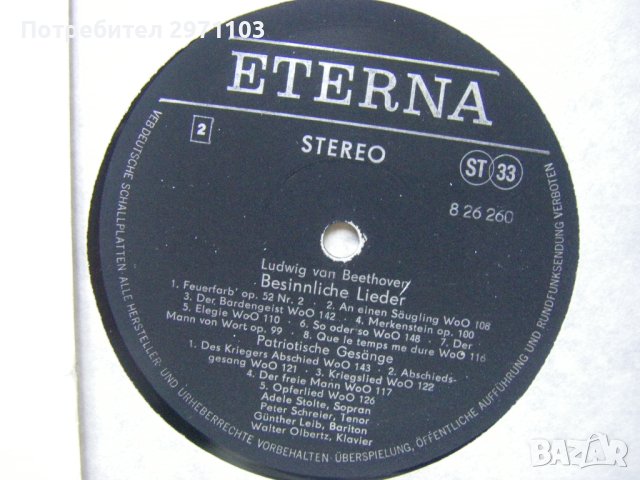 Потребител 2971103
ETERNA
2
STEREO
ST 33
8 26 260
Ludwig van Beethoven
Besinnliche Lieder
1. Feuerfarb' op. 52 Nr. 2 · 2. An einen Säugling WoO 108
3. Der Bardengeist WoO 142 · 4. Merkenstein op. 100
5. Elegie WoO 110 · 6. So oder so WoO 148 · 7. Der
Mann von Wort op. 99 · 8. Que le temps me dure WoO 116
Patriotische Gesänge
1. Des Kriegers Abschied WoO 143 · 2. Abschieds-
gesang WoO 121 · 3. Kriegslied WoO 122
4. Der freie Mann WoO 117
5. Opferlied WoO 126
Adele Stolte, Sopran
Peter Schreier, Tenor
Günther Leib, Bariton
Walter Olbertz, Klavier
VEB DEUTSCHE SCHALLPLATTEN · ALLE HERSTELLER UND URHEBERRECHTE VORBEHALTEN · ÜBERSPIELUNG, ÖFFENTLICHE AUFFÜHRUNG UND RUNDFUNKSENDUNG VERBOTEN
BAZAR